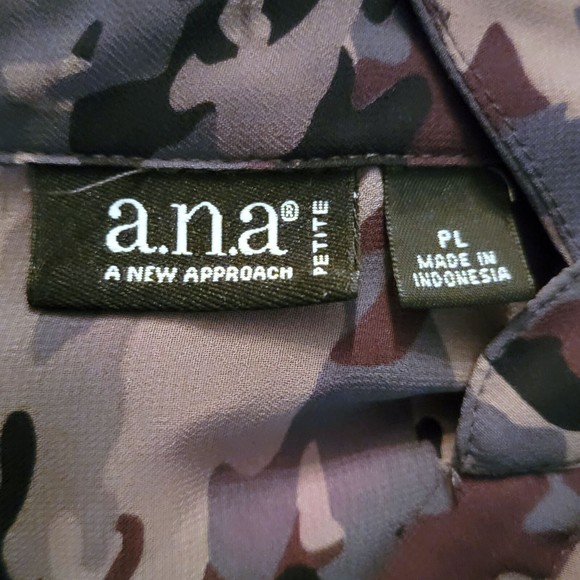 a.n.a®
PETITE
A NEW APPROACH
PL
MADE IN
INDONESIA